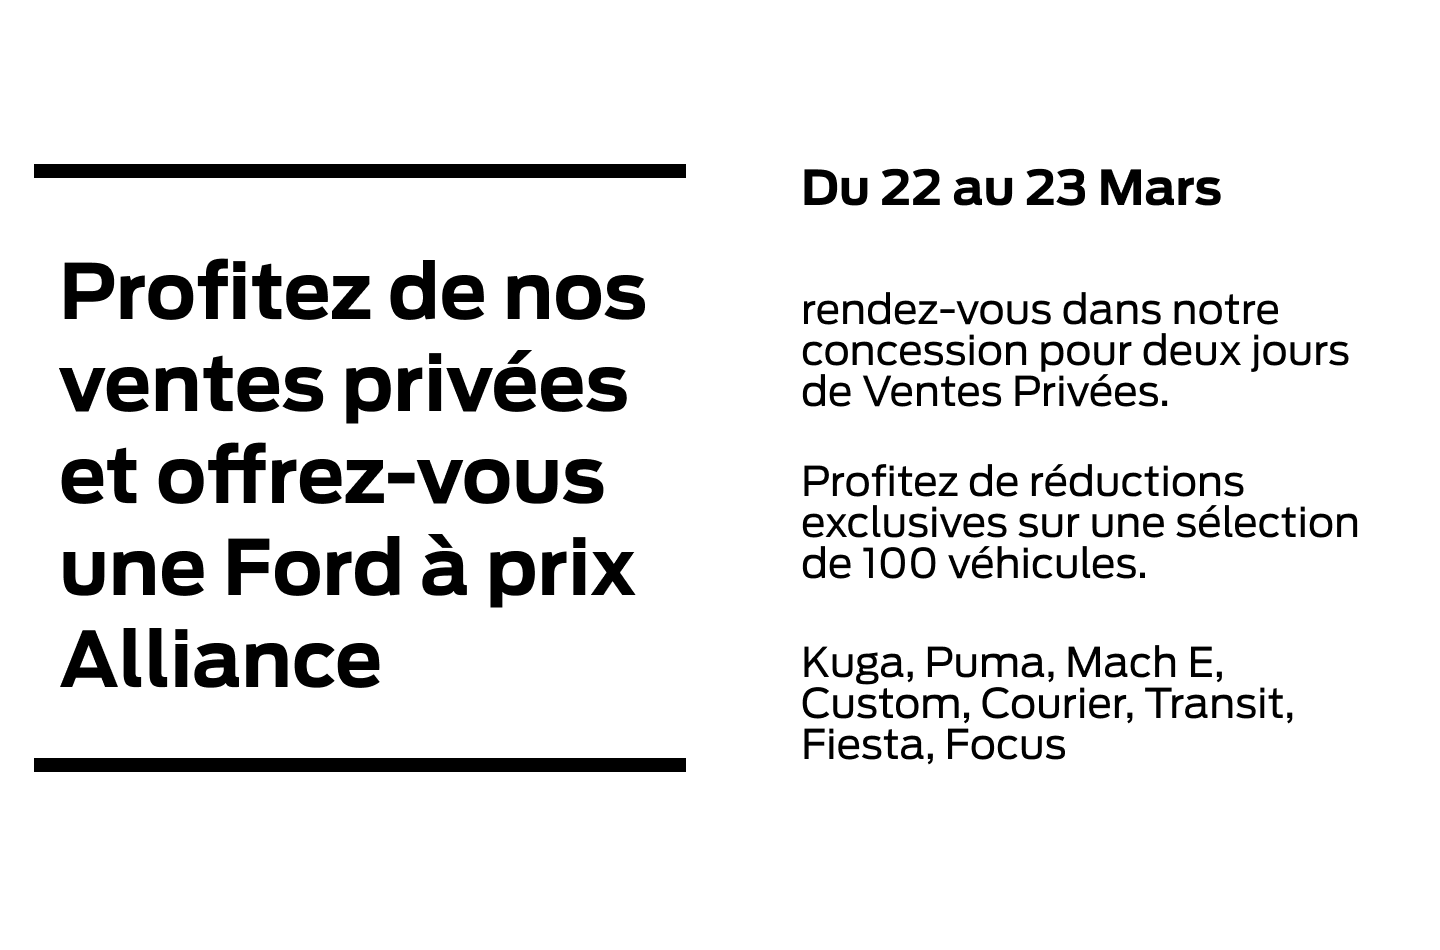 Profitez de nos
ventes privées
et offrez-vous
une Ford à prix
Alliance
Du 22 au 23 Mars
rendez-vous dans notre
concession pour deux jours
de Ventes Privées.
Profitez de réductions
exclusives sur une sélection
de 100 véhicules.
Kuga, Puma, Mach E,
Custom, Courier, Transit,
Fiesta, Focus